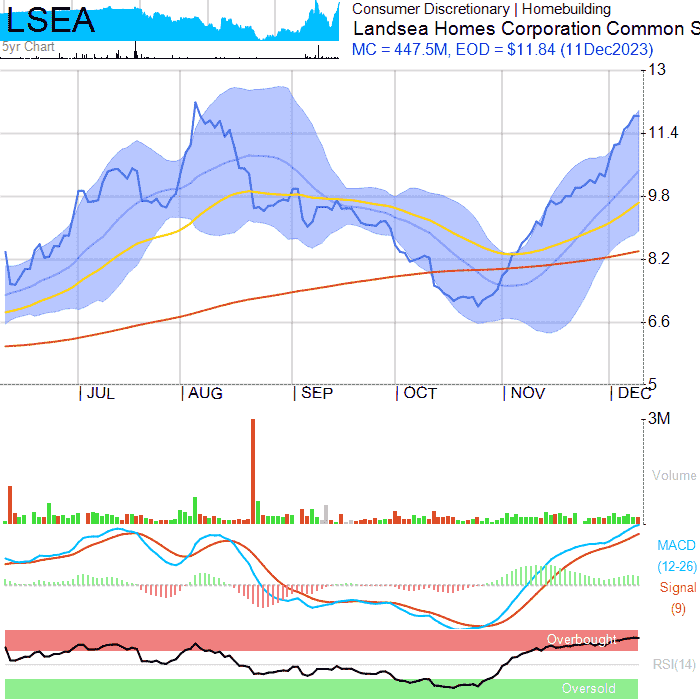 LSEA
5yr Chart
Consumer Discretionary | Homebuilding
Landsea Homes Corporation Common S
MC = 447.5M, EOD = $11.84 (11Dec2023)
13
11.4
9.8
8.2
6.6
5
JUL AUG SEP OCT NOV DEC
3M
Volume
MACD
(12-26)
Signal
(9)
Overbought
RSI(14)
Oversold